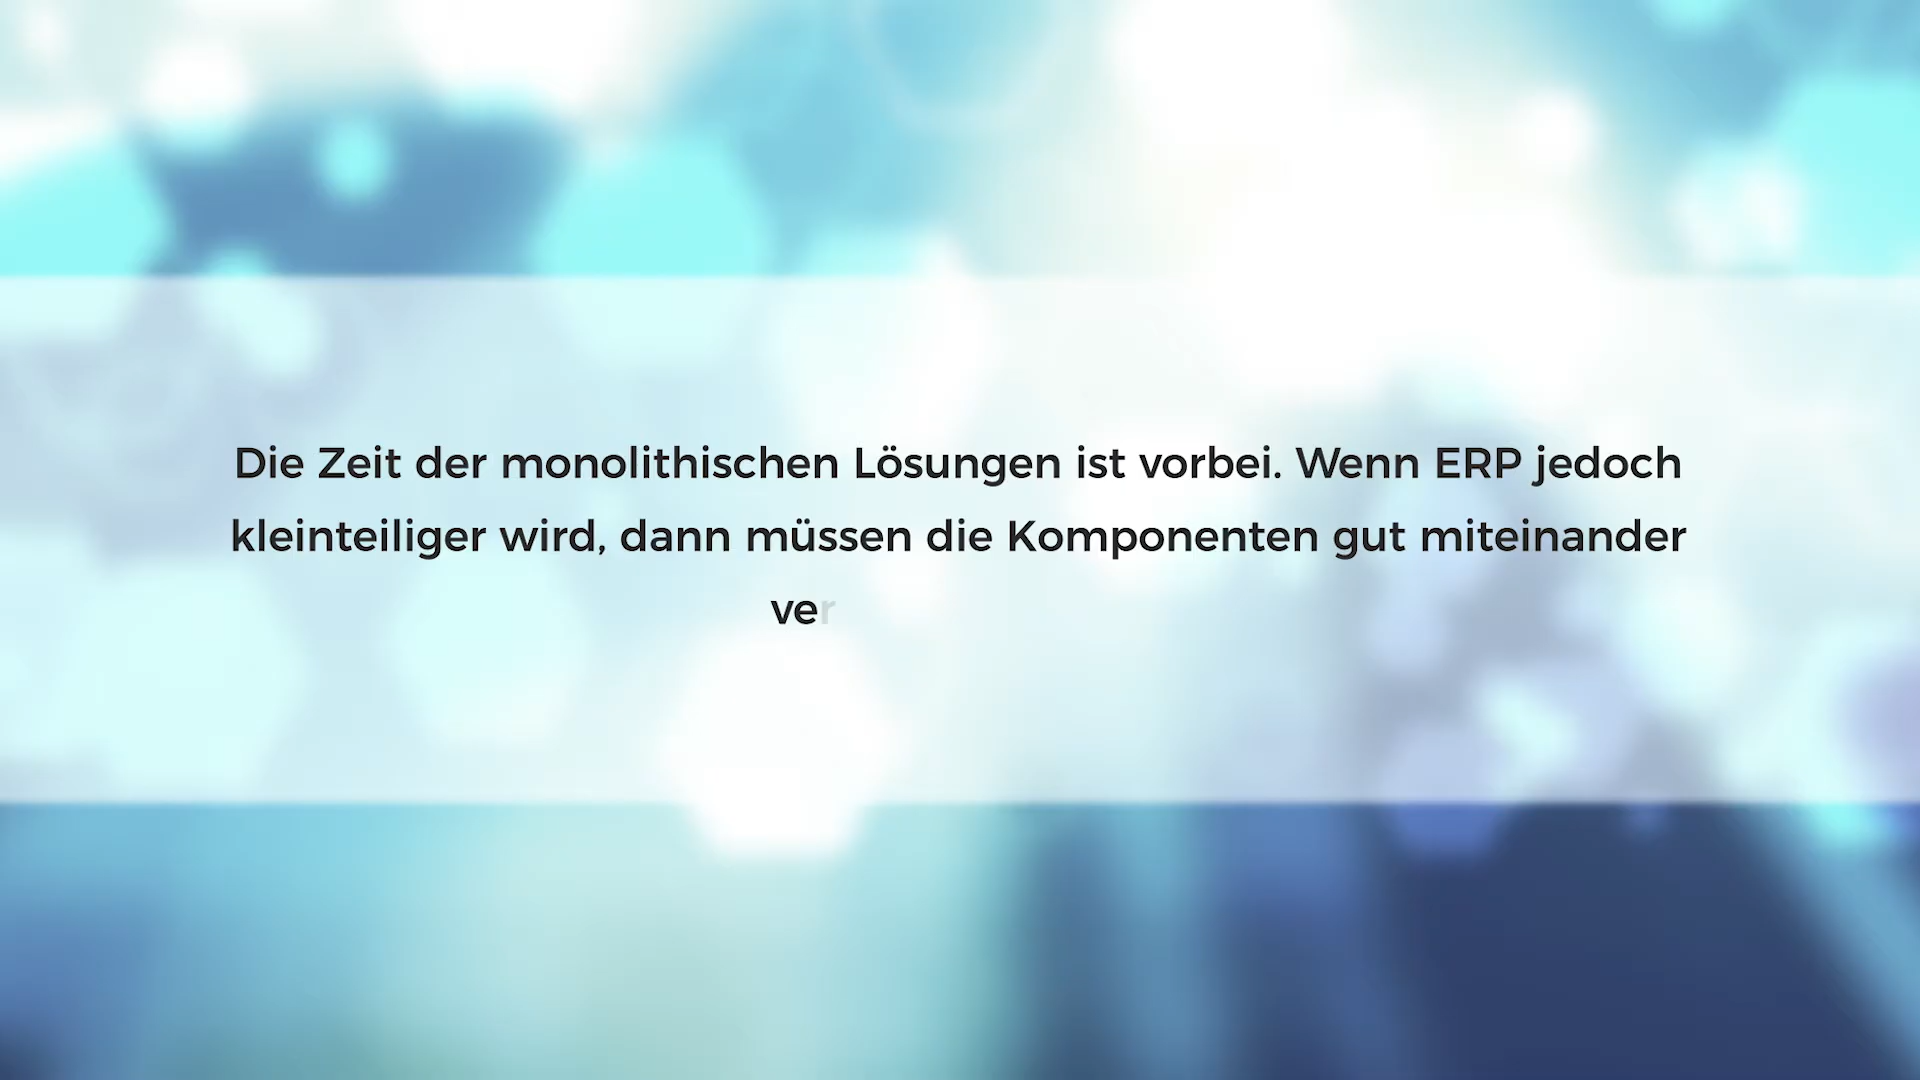 Die Zeit der monolithischen Lösungen ist vorbei. Wenn ERP jedoch
kleinteiliger wird, dann müssen die Komponenten gut miteinander
ver